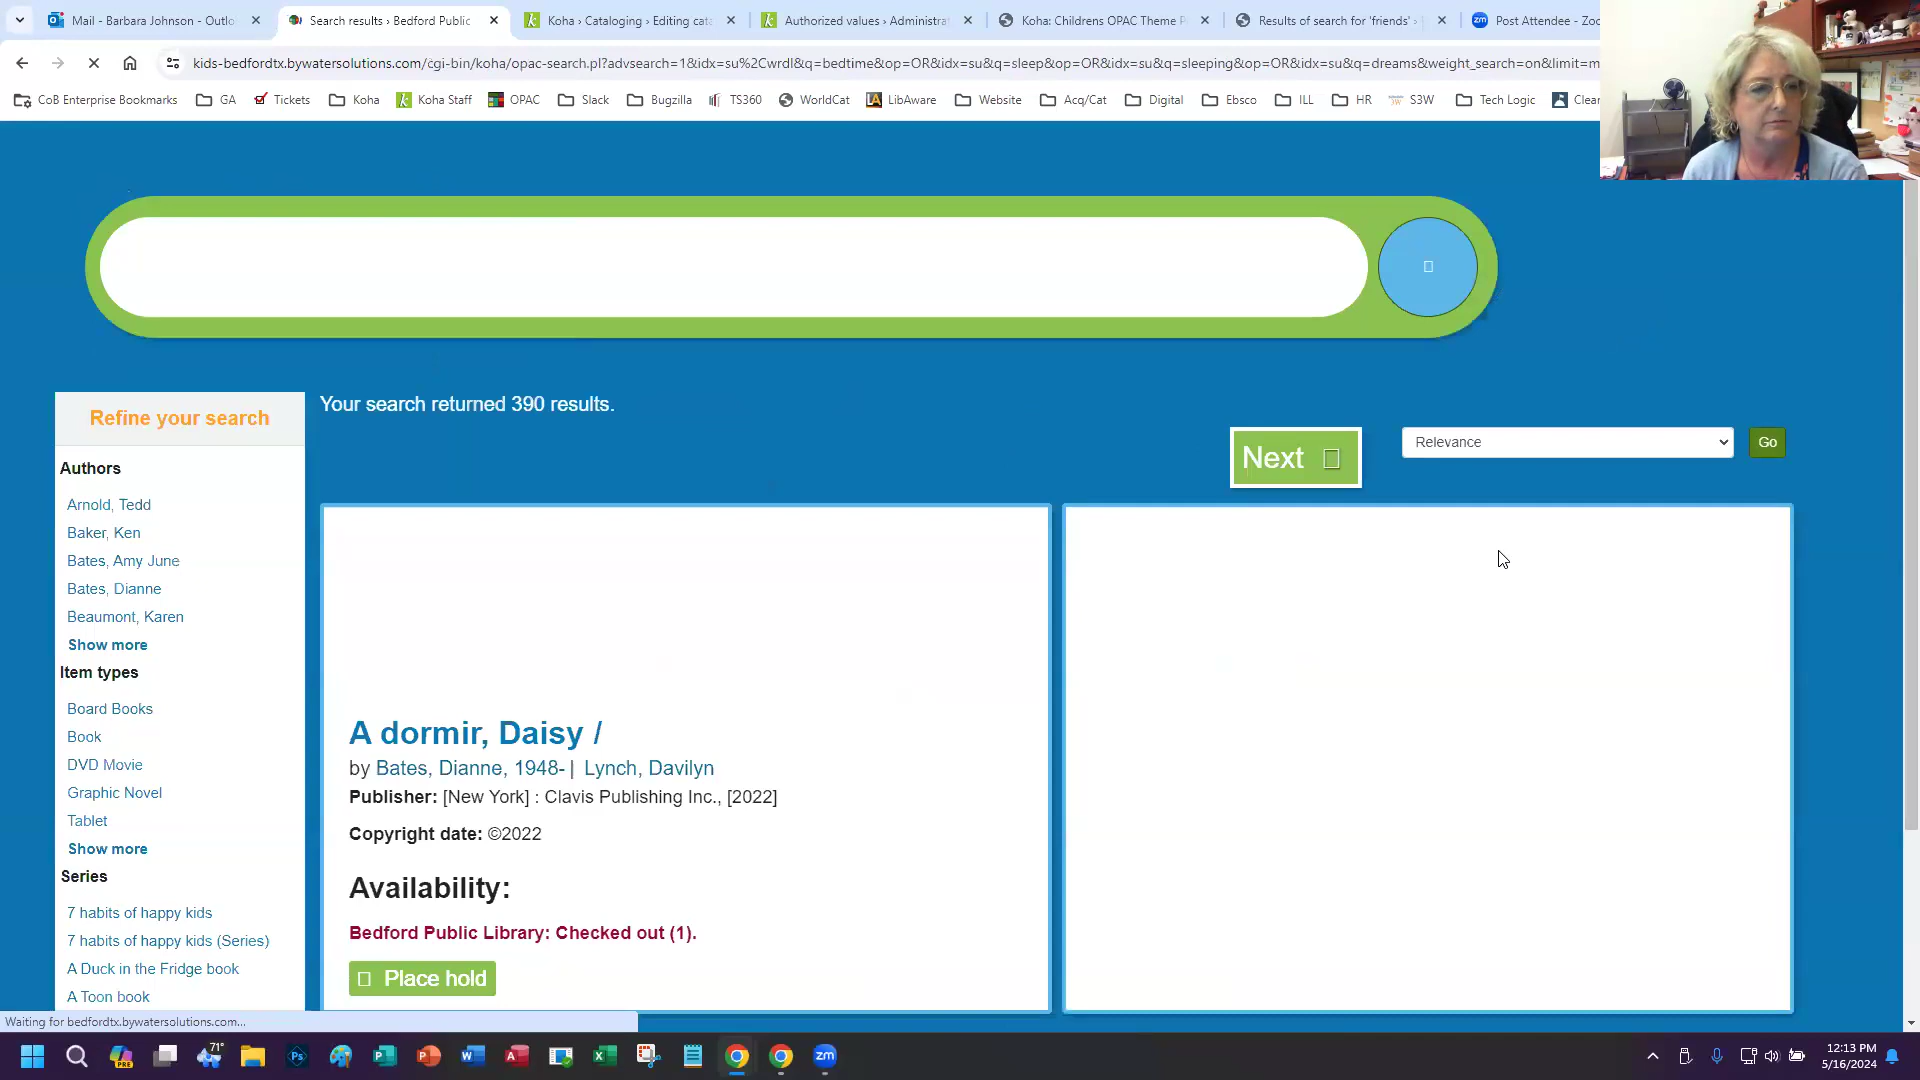 Mail - Barbara Johnson - Outlo
Search results › Bedford Public
Koha › Cataloging › Editing cata
Authorized values › Administra
Koha: Childrens OPAC Theme P
Results of search for 'friends' ›
Post Attendee - Zoo
kids-bedfordtx.bywatersolutions.com/cgi-bin/koha/opac-search.pl?advsearch=1&idx=su%2Cwrdl&q=bedtime&op=OR&idx=su&q=sleep&op=OR&idx=su&q=sleeping&op=OR&idx=su&q=dreams&weight_search=on&limit=m
CoB Enterprise Bookmarks
GA
Tickets
Koha
Koha Staff
OPAC
Slack
Bugzilla
TS360
WorldCat
LibAware
Website
Acq/Cat
Digital
Ebsco
ILL
HR
S3W
Tech Logic
Clear
Your search returned 390 results.
Next
Relevance
Go
Refine your search
Authors
Arnold, Tedd
Baker, Ken
Bates, Amy June
Bates, Dianne
Beaumont, Karen
Show more
Item types
Board Books
Book
DVD Movie
Graphic Novel
Tablet
Show more
Series
7 habits of happy kids
7 habits of happy kids (Series)
A Duck in the Fridge book
A Toon book
A dormir, Daisy /
by Bates, Dianne, 1948- | Lynch, Davilyn
Publisher: [New York] : Clavis Publishing Inc., [2022]
Copyright date: ©2022
Availability:
Bedford Public Library: Checked out (1).
Place hold
Waiting for bedfordtx.bywatersolutions.com...
71°
12:13 PM
5/16/2024